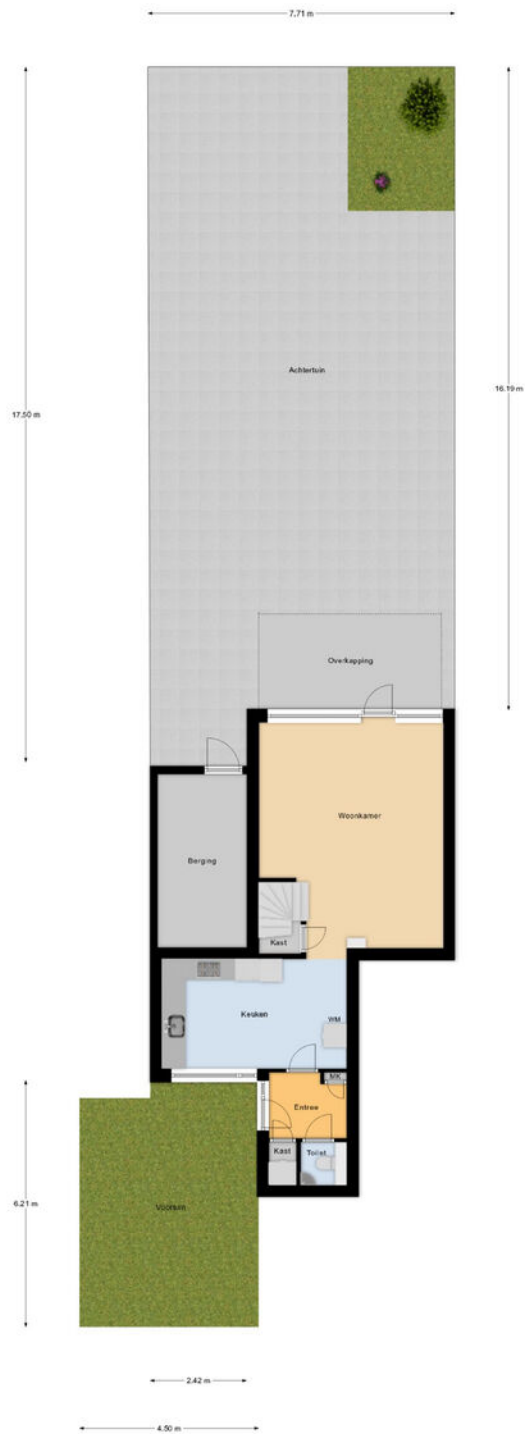 7.71 m
17.50 m
16.19 m
Achtertuin
Overkapping
Woonkamer
Berging
Kast
Keuken
WM
MK
Entree
Kast
Toilet
Voortuin
6.21 m
2.42 m
4.50 m